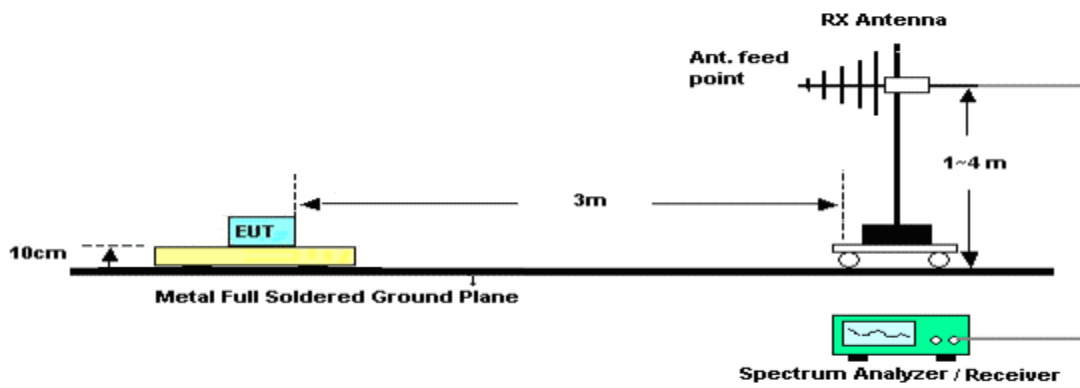 RX Antenna
Ant. feed
point
1~4 m
3m
EUT
10cm
Metal Full Soldered Ground Plane
Spectrum Analyzer / Receiver